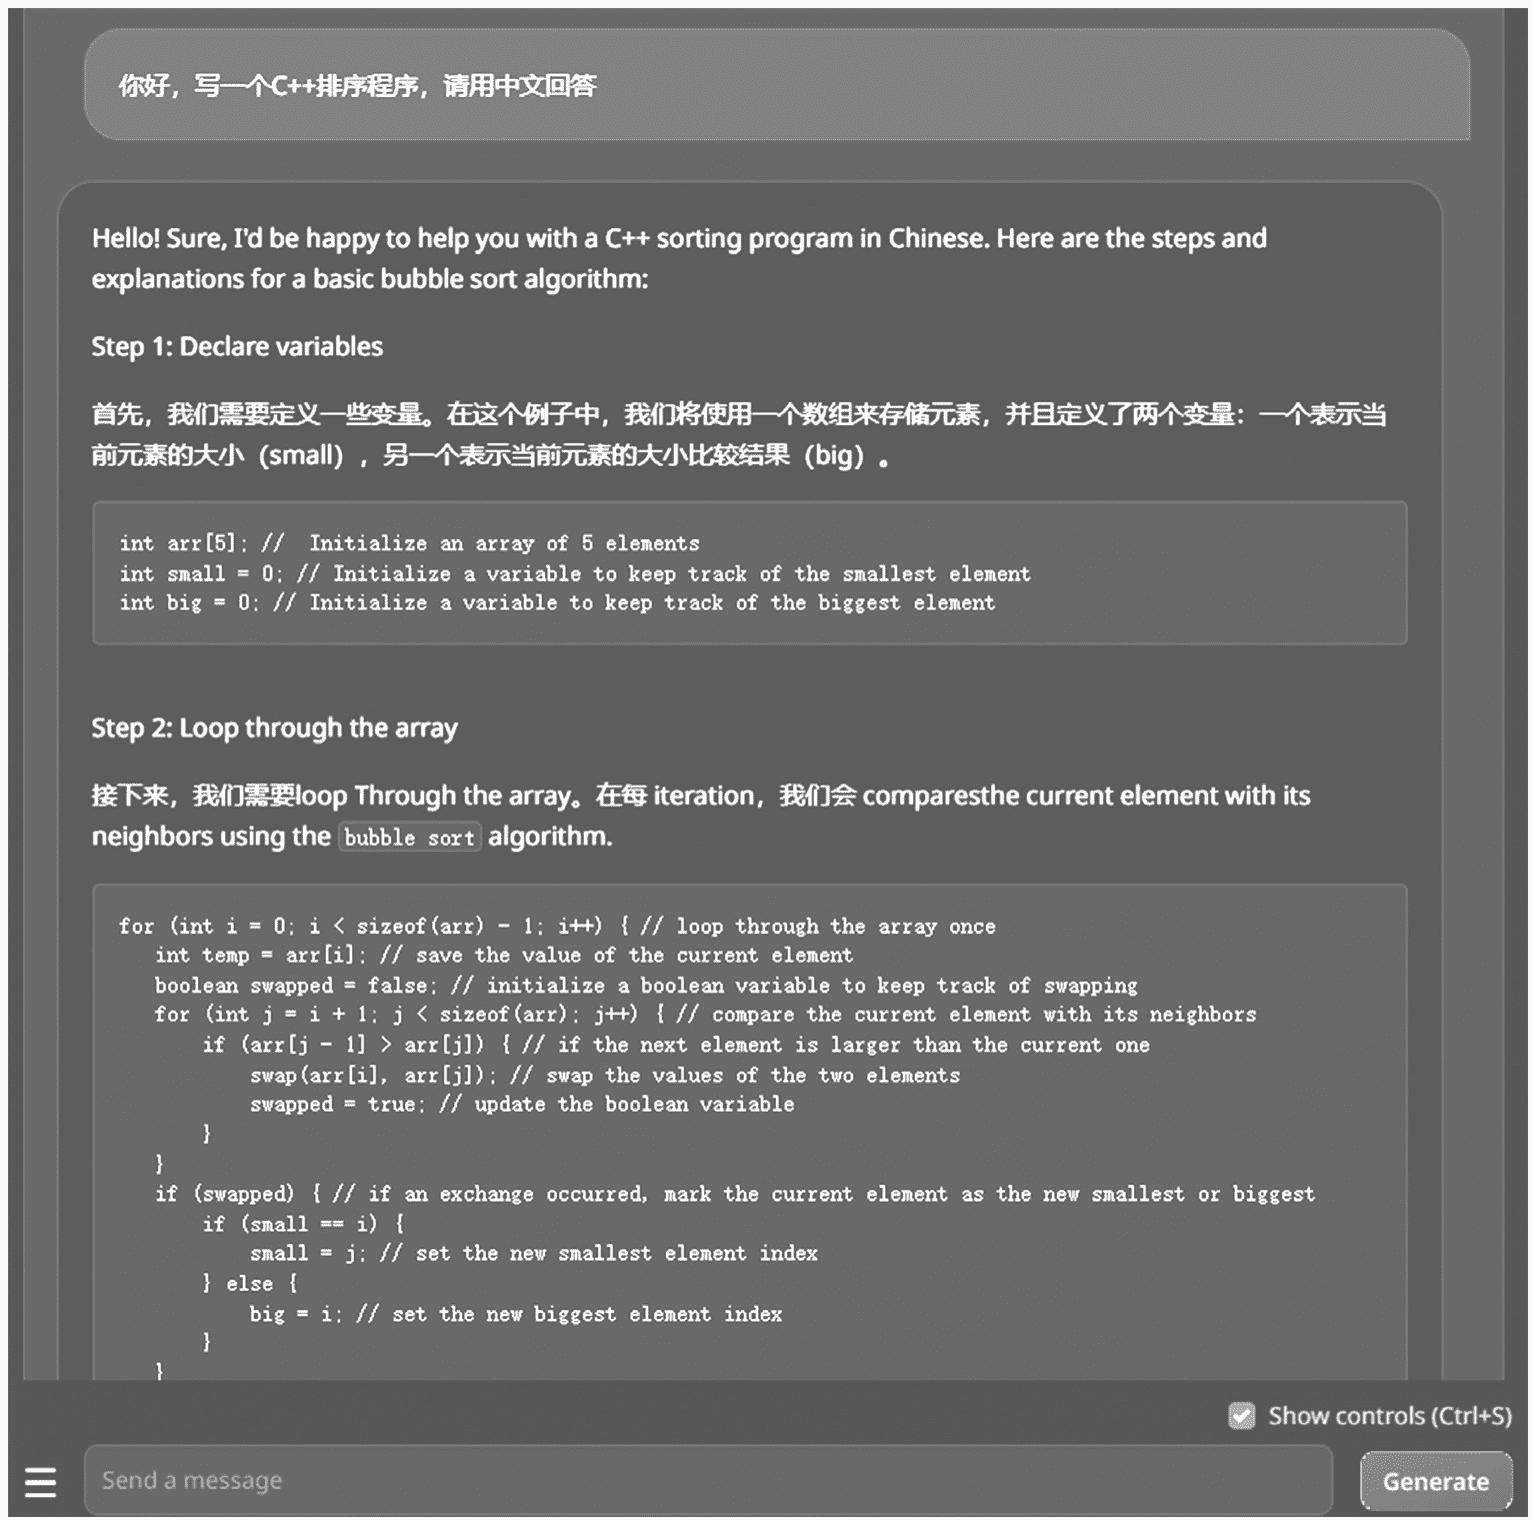 你好，写一个C++排序程序，请用中文回答
Hello! Sure, I'd be happy to help you with a C++ sorting program in Chinese. Here are the steps and
explanations for a basic bubble sort algorithm:
Step 1: Declare variables
首先，我们需要定义一些变量。在这个例子中，我们将使用一个数组来存储元素，并且定义了两个变量：一个表示当
前元素的大小（small），另一个表示当前元素的大小比较结果（big）。
int arr[5]; //  Initialize an array of 5 elements
int small = 0; // Initialize a variable to keep track of the smallest element
int big = 0; // Initialize a variable to keep track of the biggest element
Step 2: Loop through the array
接下来，我们需要loop Through the array。在每 iteration，我们会 comparesthe current element with its
neighbors using the bubble sort algorithm.
for (int i = 0; i < sizeof(arr) - 1; i++) { // loop through the array once
int temp = arr[i]; // save the value of the current element
boolean swapped = false; // initialize a boolean variable to keep track of swapping
for (int j = i + 1; j < sizeof(arr); j++) { // compare the current element with its neighbors
if (arr[j - 1] > arr[j]) { // if the next element is larger than the current one
swap(arr[i], arr[j]); // swap the values of the two elements
swapped = true; // update the boolean variable
}
}
if (swapped) { // if an exchange occurred, mark the current element as the new smallest or biggest
if (small == i) {
small = j; // set the new smallest element index
} else {
big = i; // set the new biggest element index
}
}
Show controls (Ctrl+S)
Send a message
Generate